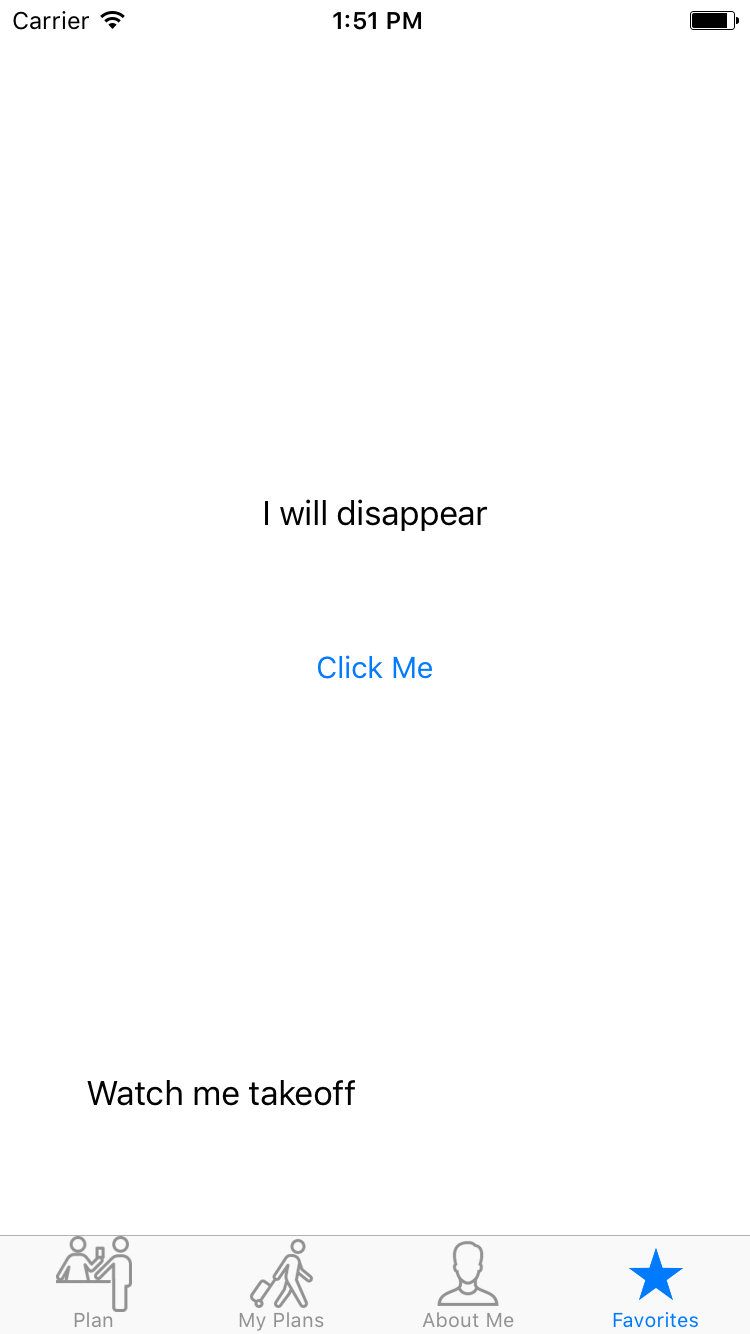 Carrier 1:51 PM
I will disappear
Click Me
Watch me takeoff
Plan My Plans About Me Favorites